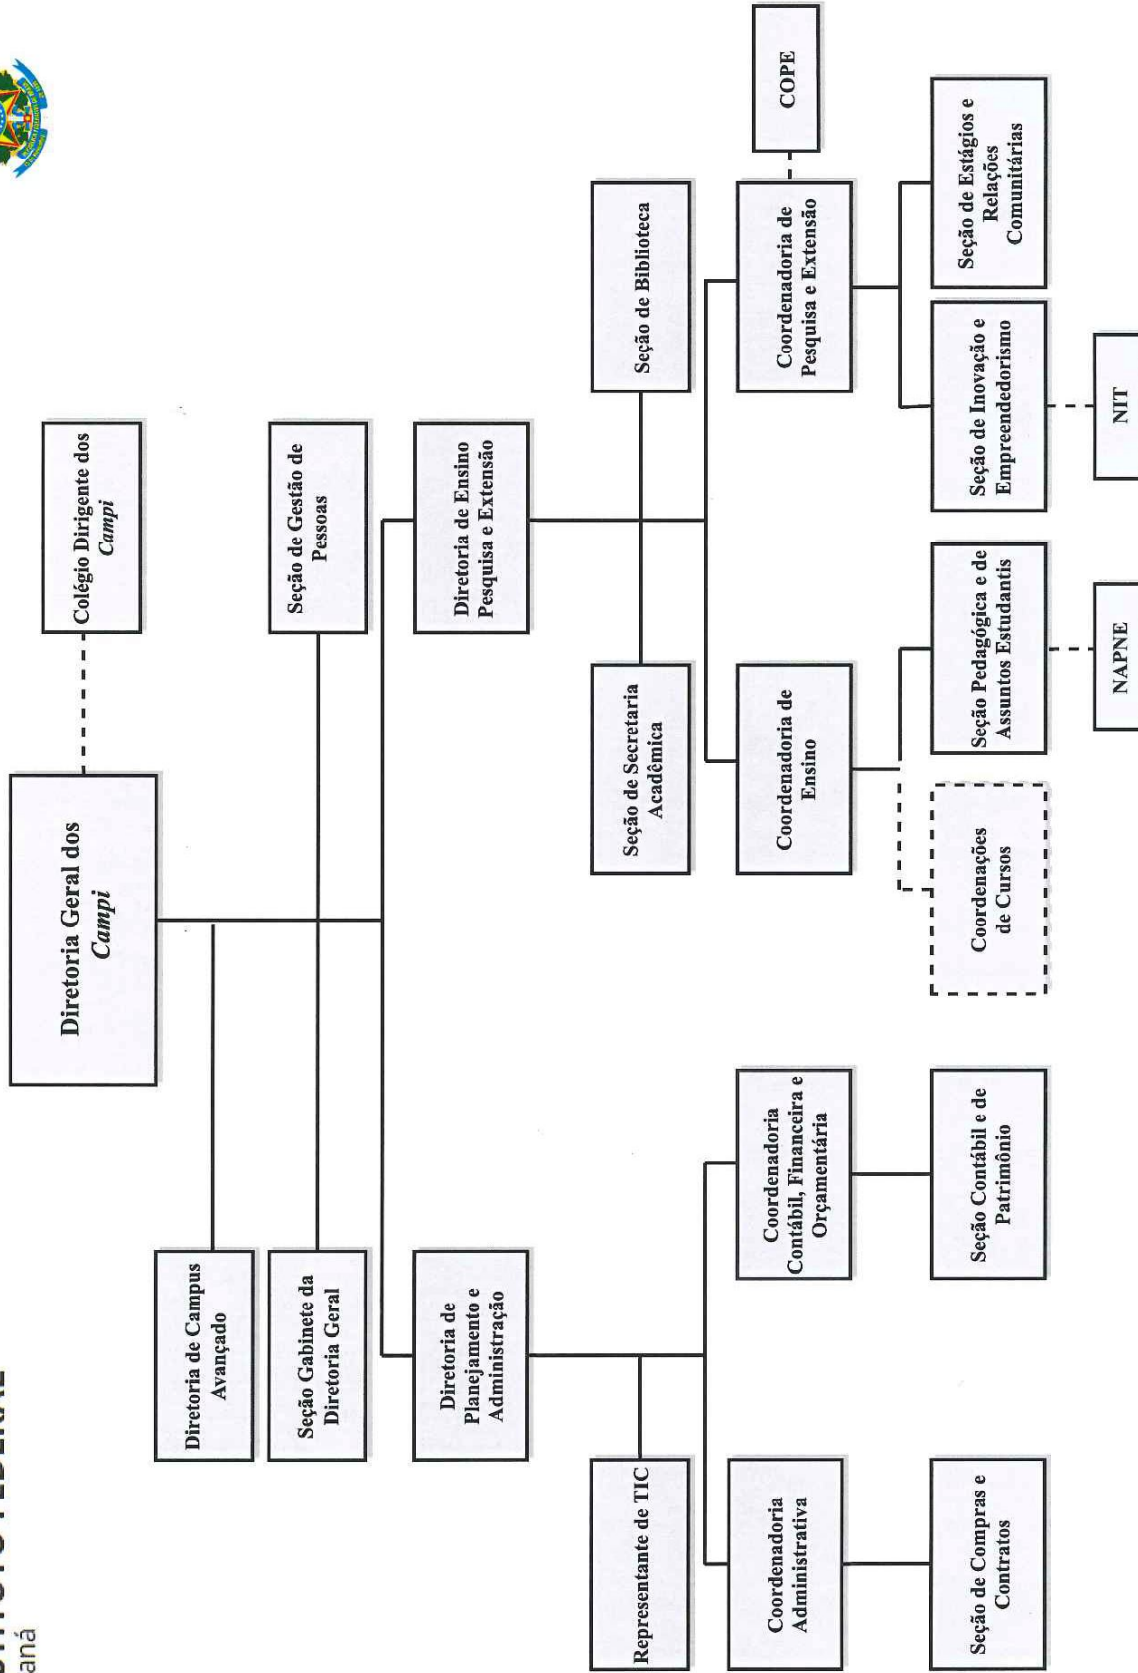 aná
Diretoria Geral dos
Campi
Colégio Dirigente dos
Campi
Diretoria de Campus
Avançado
Seção Gabinete da
Diretoria Geral
Seção de Gestão de
Pessoas
Diretoria de
Planejamento e
Administração
Diretoria de Ensino
Pesquisa e Extensão
Representante de TIC
Seção de Secretaria
Acadêmica
Seção de Biblioteca
Coordenadoria
Administrativa
Coordenadoria
Contábil, Financeira e
Orçamentária
Coordenadoria de
Ensino
Coordenadoria de
Pesquisa e Extensão
COPE
Seção de Compras e
Contratos
Seção Contábil e de
Patrimônio
Coordenações
de Cursos
Seção Pedagógica e de
Assuntos Estudantis
Seção de Inovação e
Empreendedorismo
Seção de Estágios e
Relações
Comunitárias
NAPNE
NIT